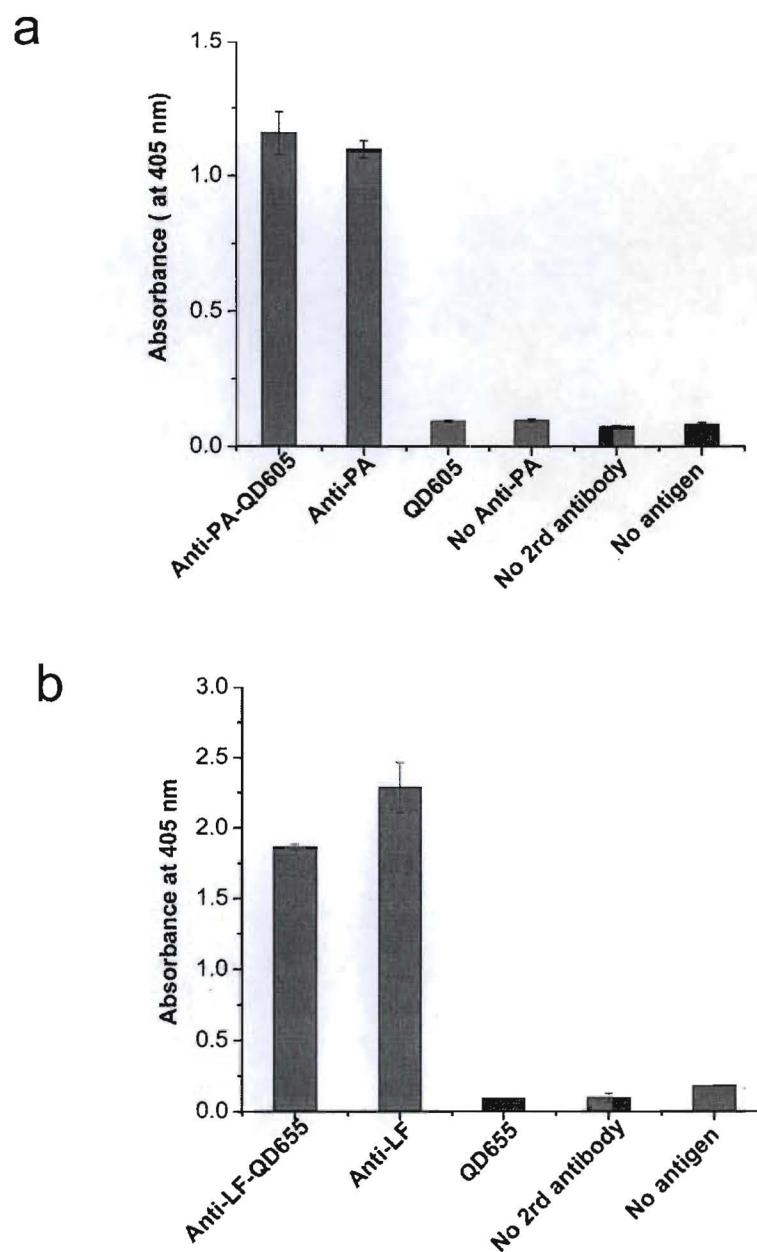 a
Absorbance ( at 405 nm)
1.5
1.0
0.5
0.0
Anti-PA-QD605
Anti-PA
QD605
No Anti-PA
No 2rd antibody
No antigen
b
Absorbance at 405 nm
3.0
2.5
2.0
1.5
1.0
0.5
0.0
Anti-LF-QD655
Anti-LF
QD655
No 2rd antibody
No antigen